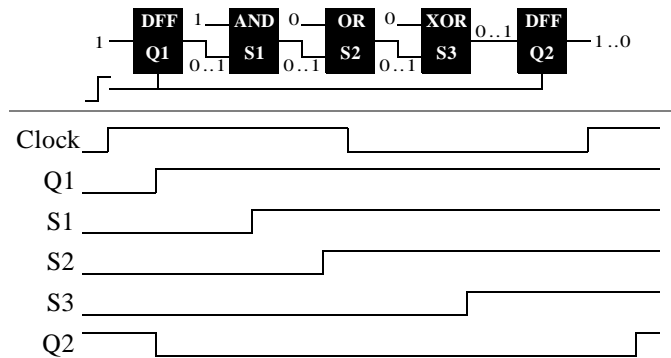 DFF 1 AND 0 OR 0 XOR 0..1 DFF
1 Q1 0..1 S1 0..1 S2 0..1 S3 Q2 1..0
Clock
Q1
S1
S2
S3
Q2